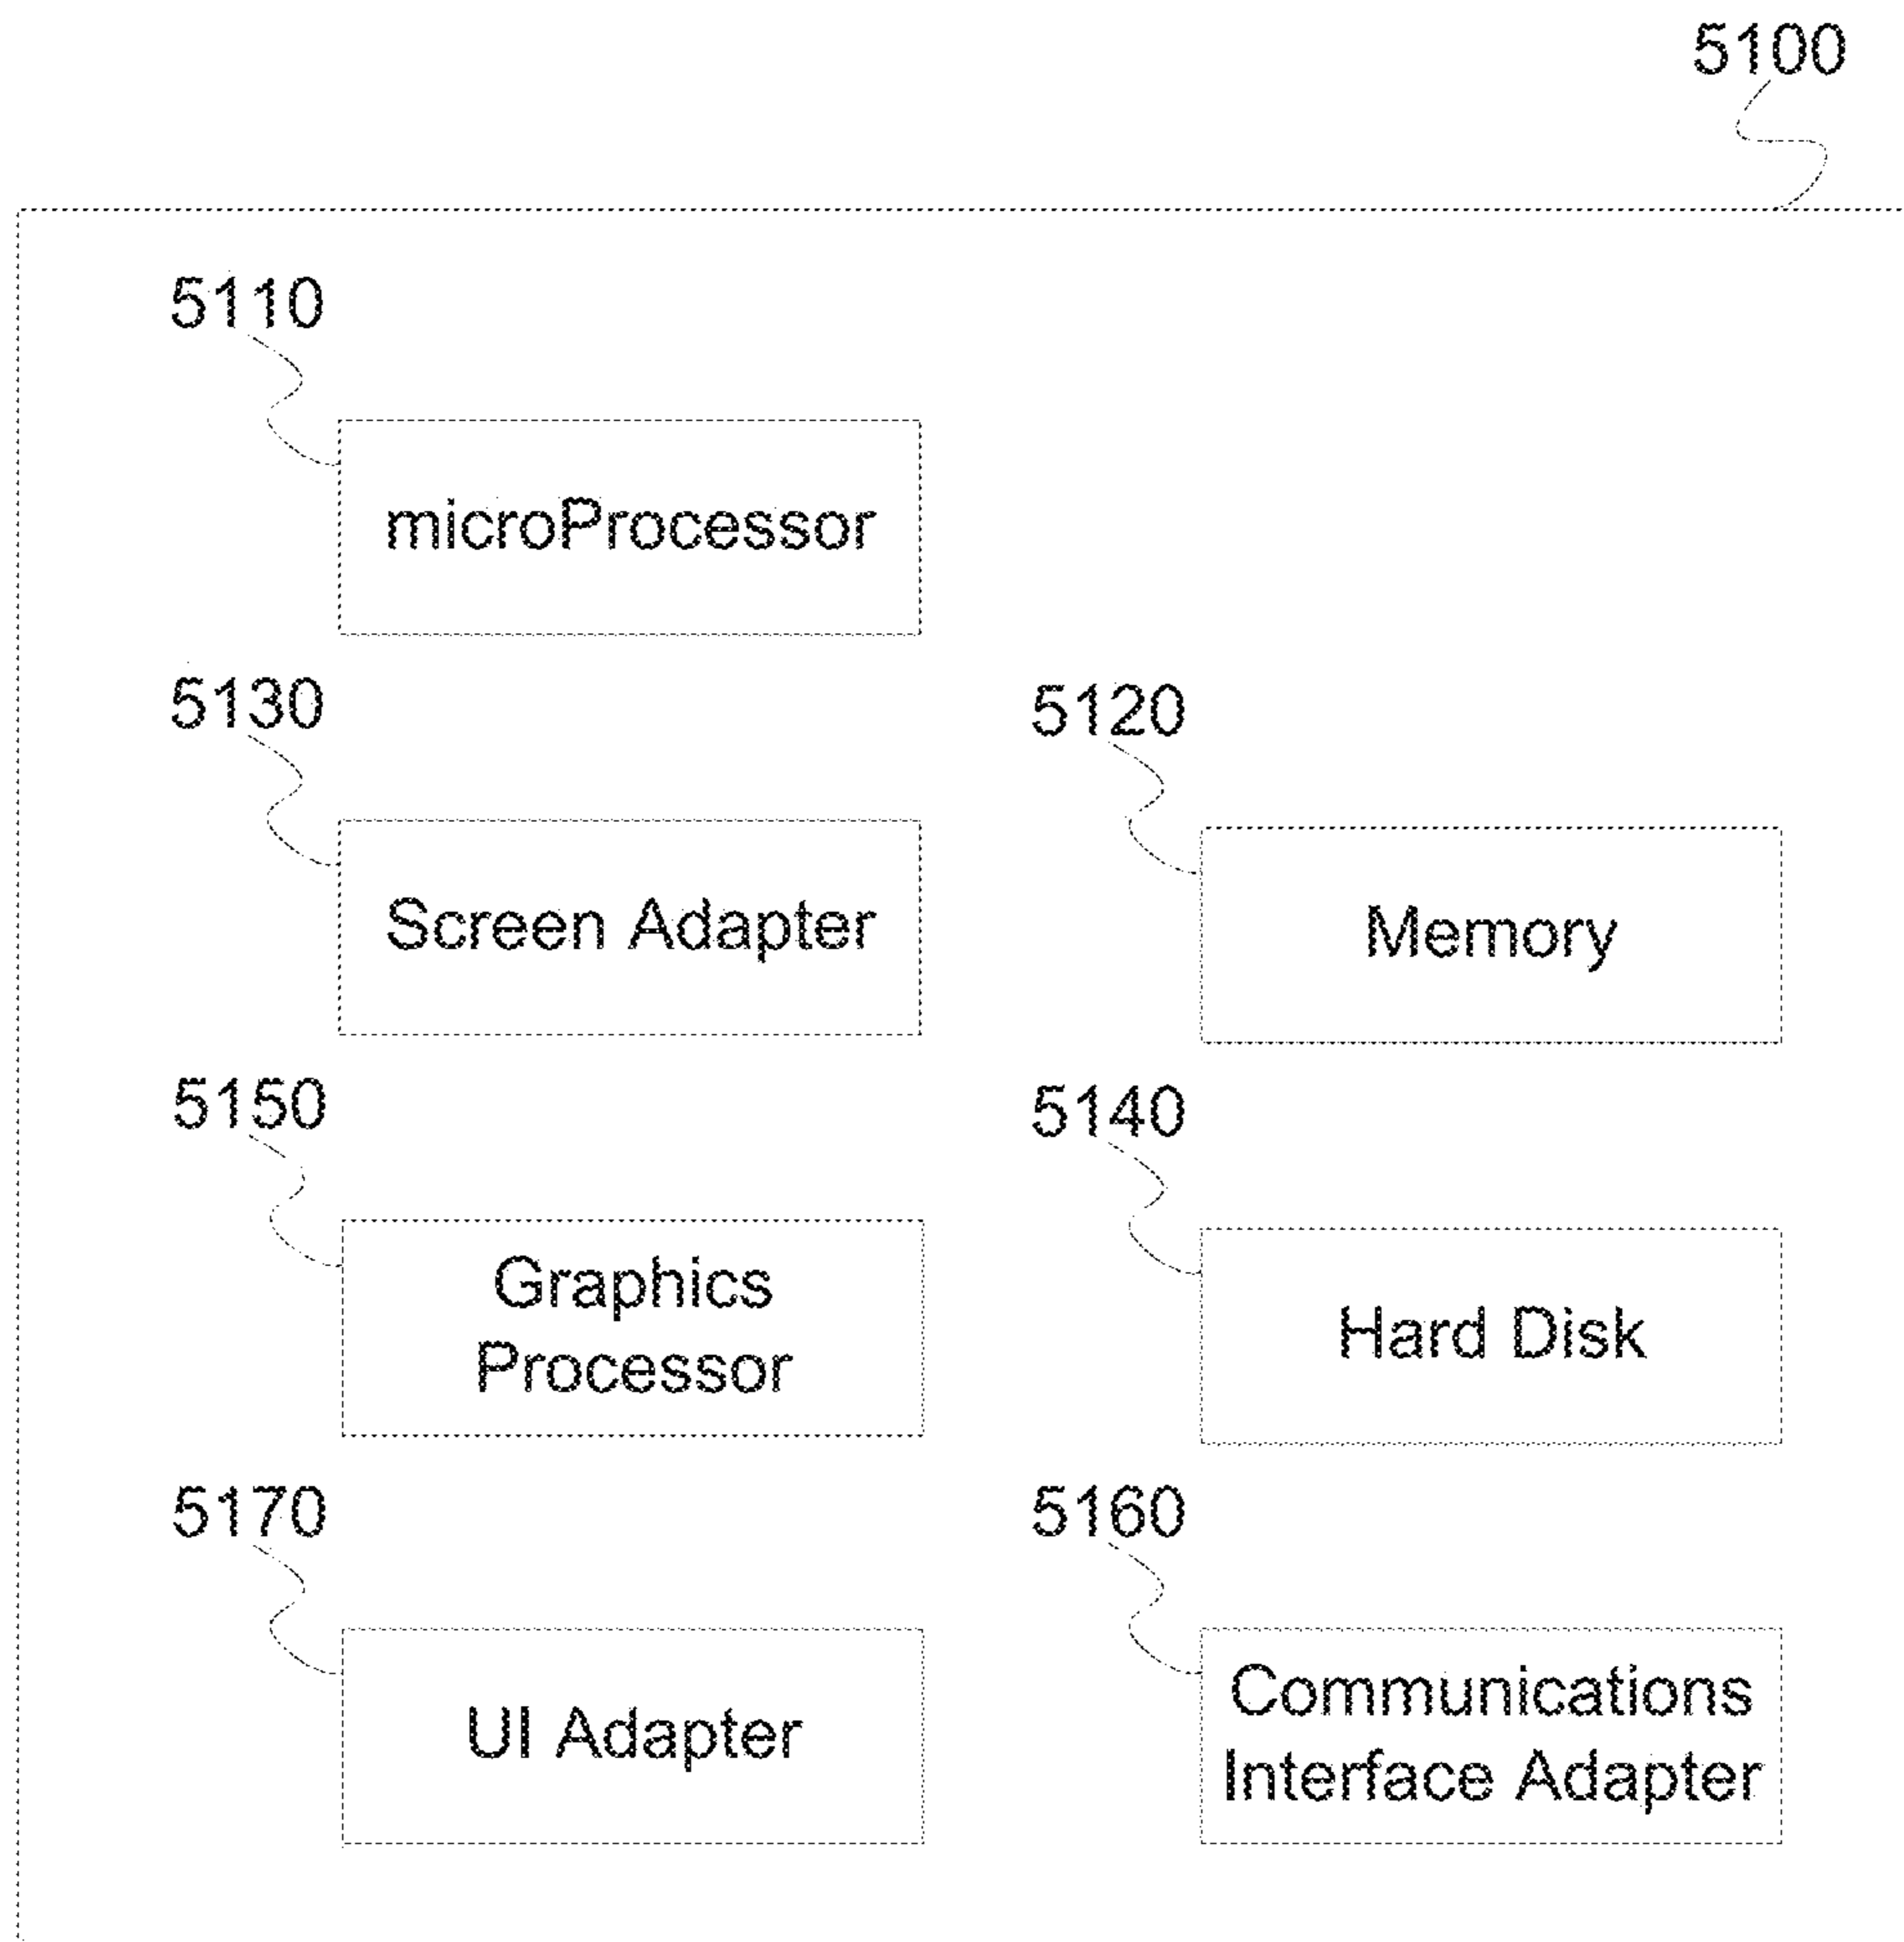 5100
5110
microProcessor
5130
5120
Screen Adapter
Memory
5150
5140
Graphics
Processor
Hard Disk
5170
5160
UI Adapter
Communications
Interface Adapter